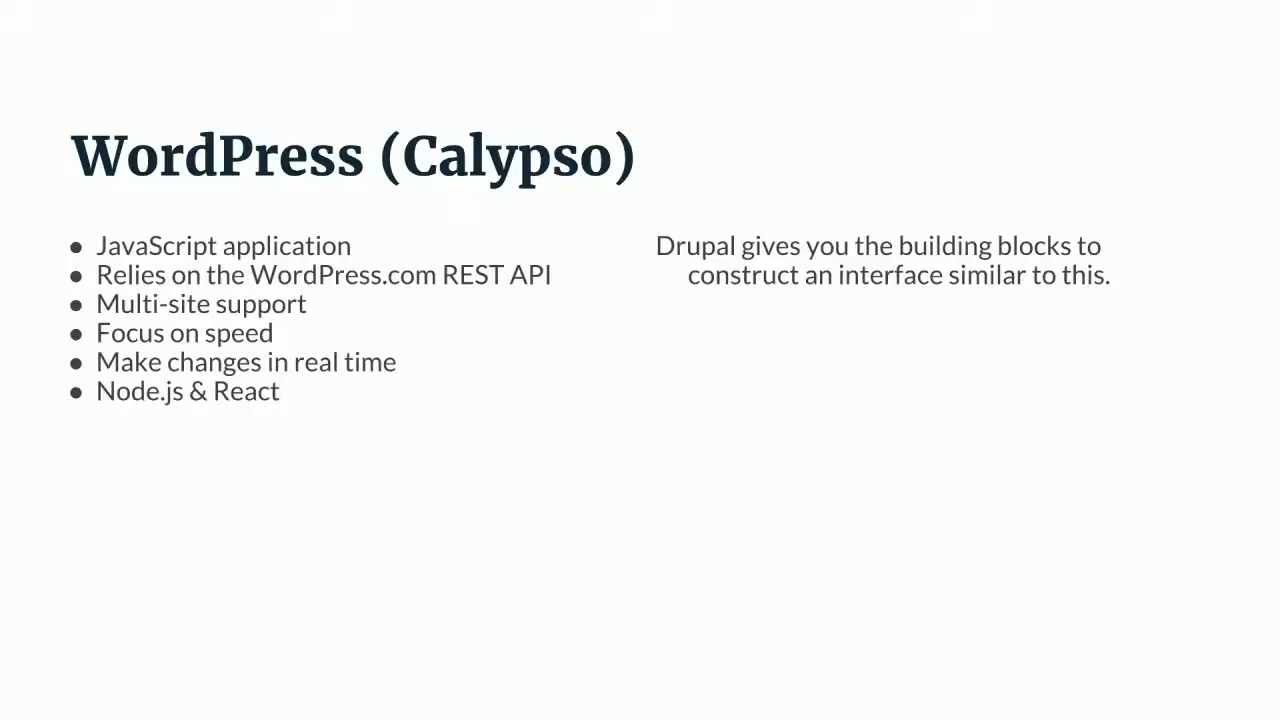 WordPress (Calypso)
● JavaScript application
● Relies on the WordPress.com REST API
● Multi-site support
● Focus on speed
● Make changes in real time
● Node.js & React
Drupal gives you the building blocks to
construct an interface similar to this.